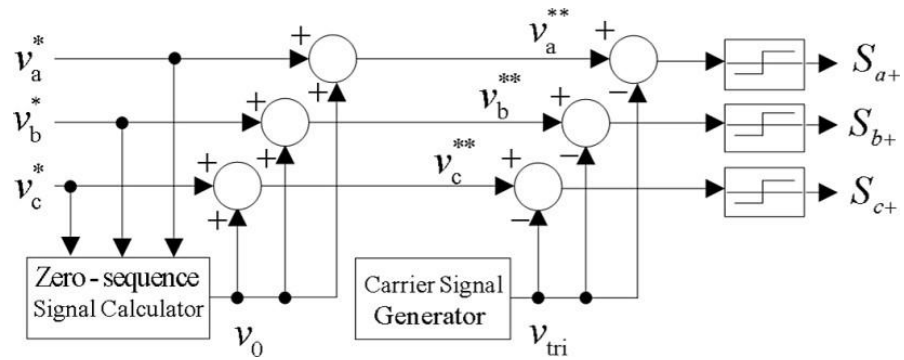 v*a + + v**a + − Sa+
v*b + + v**b + − Sb+
v*c + + v**c + − Sc+
Zero-sequence
Signal Calculator
v0
Carrier Signal
Generator
vtri